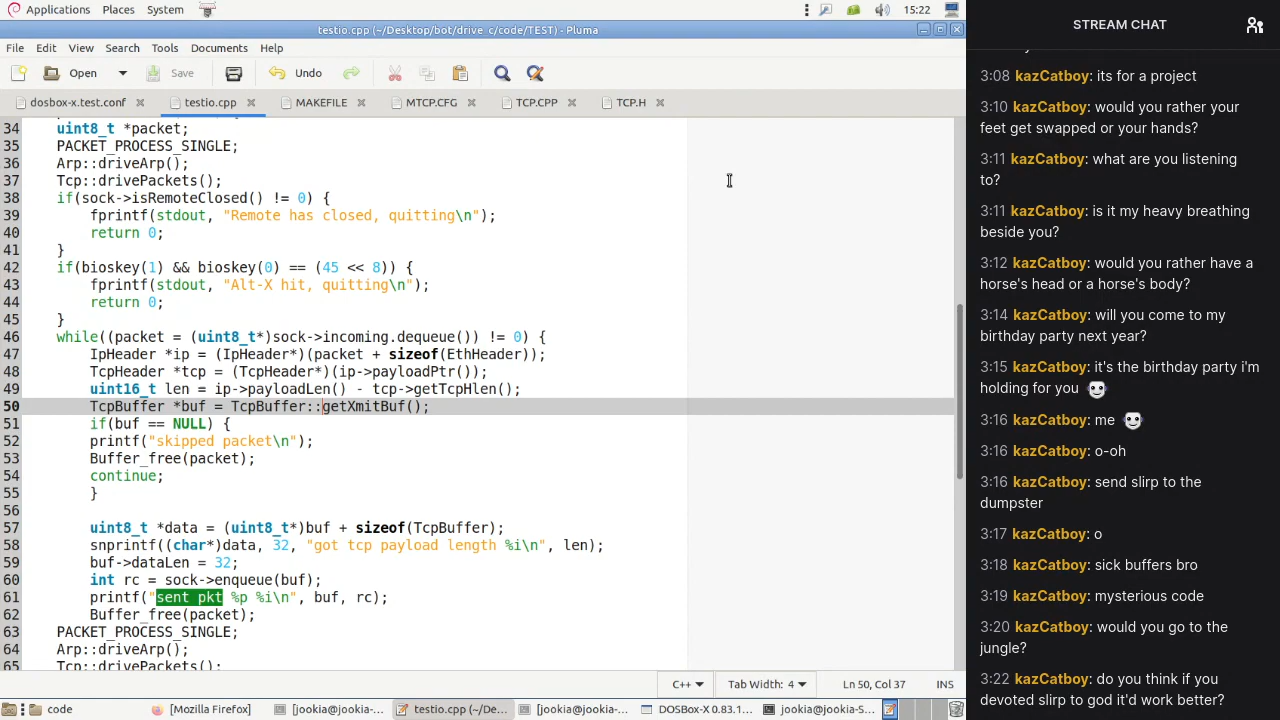 Applications Places System 15:22
testio.cpp (~/Desktop/bot/drive_c/code/TEST) - Pluma
File Edit View Search Tools Documents Help
Open Save Undo
dosbox-x.test.conf testio.cpp MAKEFILE MTCP.CFG TCP.CPP TCP.H
34 uint8_t *packet;
35 PACKET_PROCESS_SINGLE;
36 Arp::driveArp();
37 Tcp::drivePackets();
38 if(sock->isRemoteClosed() != 0) {
39 fprintf(stdout, "Remote has closed, quitting\n");
40 return 0;
41 }
42 if(bioskey(1) && bioskey(0) == (45 << 8)) {
43 fprintf(stdout, "Alt-X hit, quitting\n");
44 return 0;
45 }
46 while((packet = (uint8_t*)sock->incoming.dequeue()) != 0) {
47 IpHeader *ip = (IpHeader*)(packet + sizeof(EthHeader));
48 TcpHeader *tcp = (TcpHeader*)(ip->payloadPtr());
49 uint16_t len = ip->payloadLen() - tcp->getTcpHlen();
50 TcpBuffer *buf = TcpBuffer::getXmitBuf();
51 if(buf == NULL) {
52 printf("skipped packet\n");
53 Buffer_free(packet);
54 continue;
55 }
56
57 uint8_t *data = (uint8_t*)buf + sizeof(TcpBuffer);
58 snprintf((char*)data, 32, "got tcp payload length %i\n", len);
59 buf->dataLen = 32;
60 int rc = sock->enqueue(buf);
61 printf("sent pkt %p %i\n", buf, rc);
62 Buffer_free(packet);
63 PACKET_PROCESS_SINGLE;
64 Arp::driveArp();
65 Tcp::drivePackets();
C++ Tab Width: 4 Ln 50, Col 37 INS
code [Mozilla Firefox] [jookia@jookia-... testio.cpp (~/De... [jookia@jookia-... DOSBox-X 0.83.1... jookia@jookia-S...
STREAM CHAT
3:08 kazCatboy: its for a project
3:10 kazCatboy: would you rather your
feet get swapped or your hands?
3:11 kazCatboy: what are you listening
to?
3:11 kazCatboy: is it my heavy breathing
beside you?
3:12 kazCatboy: would you rather have a
horse's head or a horse's body?
3:14 kazCatboy: will you come to my
birthday party next year?
3:15 kazCatboy: it's the birthday party i'm
holding for you
3:16 kazCatboy: me
3:16 kazCatboy: o-oh
3:16 kazCatboy: send slirp to the
dumpster
3:17 kazCatboy: o
3:18 kazCatboy: sick buffers bro
3:19 kazCatboy: mysterious code
3:20 kazCatboy: would you go to the
jungle?
3:22 kazCatboy: do you think if you
devoted slirp to god it'd work better?